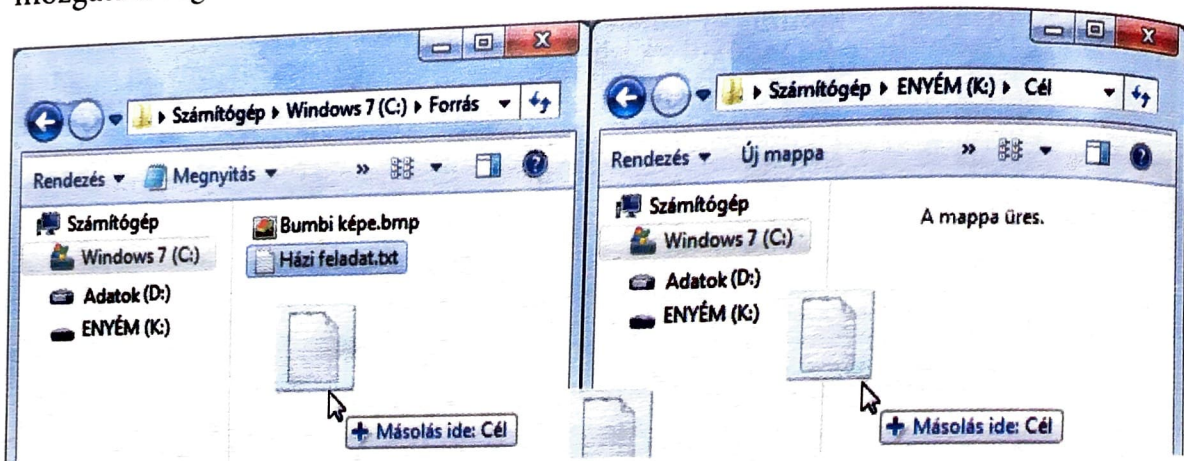 Számítógép ▸ Windows 7 (C:) ▸ Forrás
Rendezés Megnyitás »
Számítógép
Windows 7 (C:)
Adatok (D:)
ENYÉM (K:)
Bumbi képe.bmp
Házi feladat.txt
+ Másolás ide: Cél
Számítógép ▸ ENYÉM (K:) ▸ Cél
Rendezés Új mappa »
Számítógép
Windows 7 (C:)
Adatok (D:)
ENYÉM (K:)
A mappa üres.
+ Másolás ide: Cél